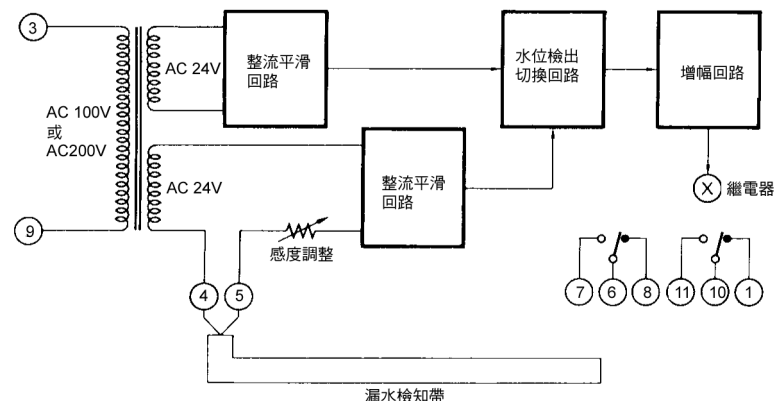 3
AC 24V
整流平滑
回路
水位檢出
切換回路
增幅回路
AC 100V
或
AC200V
AC 24V
整流平滑
回路
X
繼電器
9
感度調整
4
5
7
6
8
11
10
1
漏水檢知帶